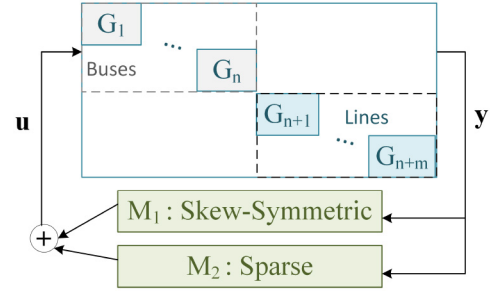 G1
...
Buses
Gn
Gn+1
Lines
...
Gn+m
u
y
M1 : Skew-Symmetric
+
M2 : Sparse